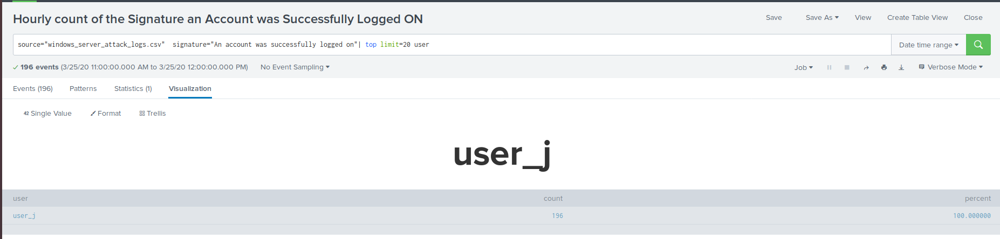 Hourly count of the Signature an Account was Successfully Logged ON
Save Save As View Create Table View Close
source="windows_server_attack_logs.csv"  signature="An account was successfully logged on"| top limit=20 user
Date time range
196 events (3/25/20 11:00:00.000 AM to 3/25/20 12:00:00.000 PM) No Event Sampling
Job Verbose Mode
Events (196) Patterns Statistics (1) Visualization
42 Single Value Format Trellis
user_j
user count percent
user_j 196 100.000000